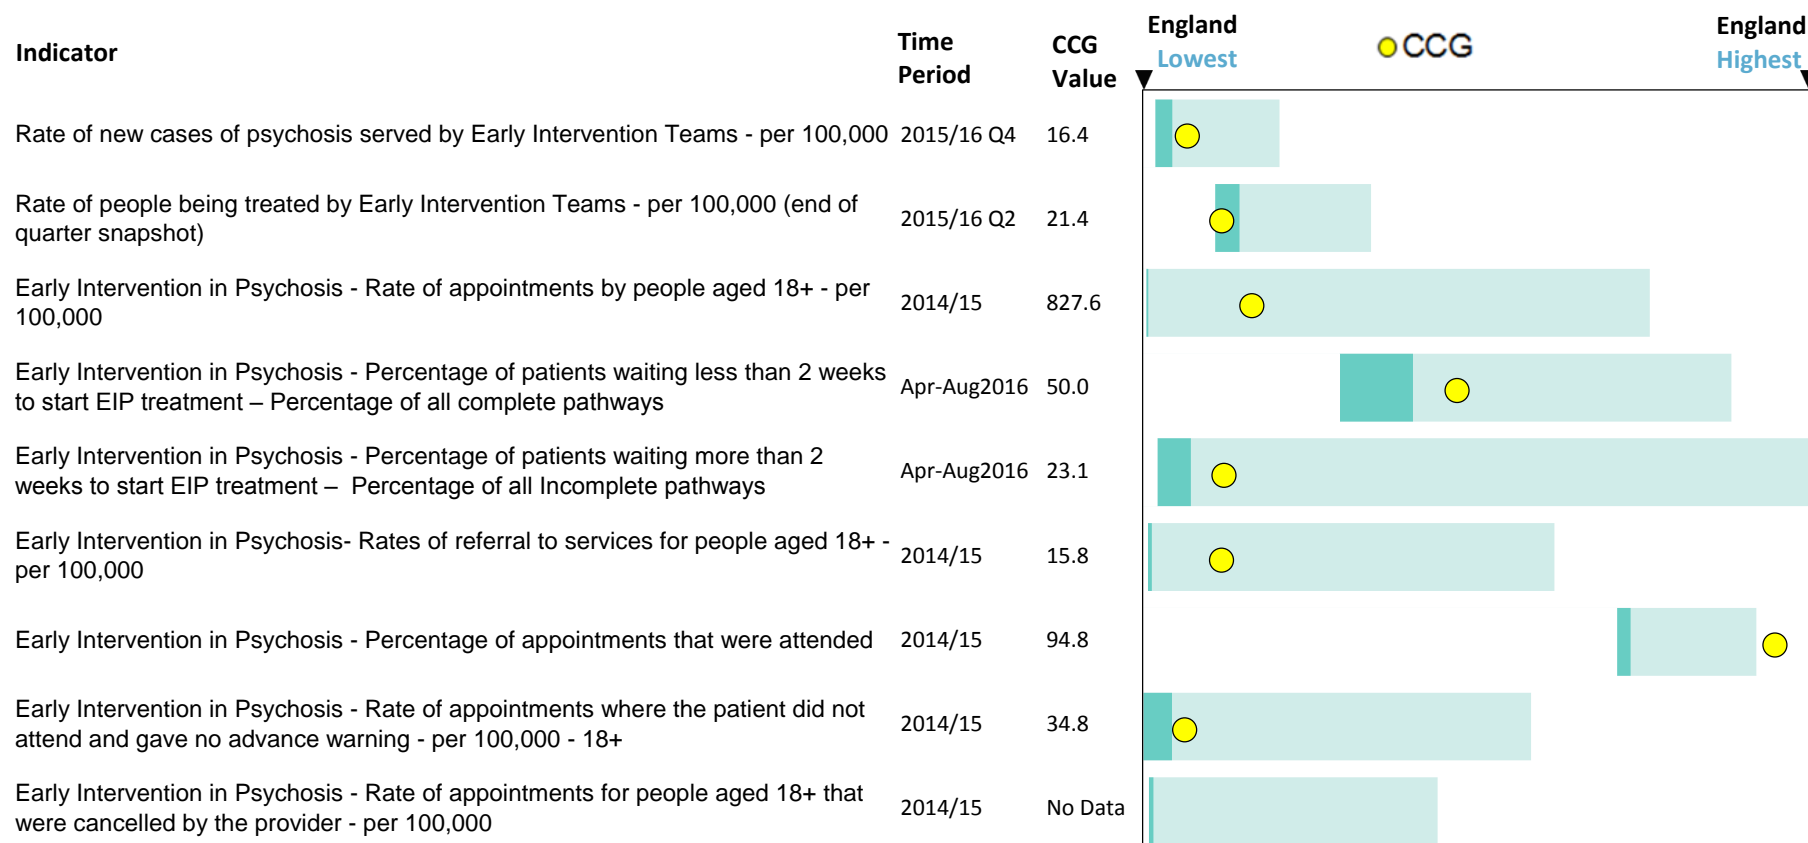 Indicator
Time
Period
CCG
Value
England
Lowest
CCG
England
Highest
Rate of new cases of psychosis served by Early Intervention Teams - per 100,000 2015/16 Q4 16.4
Rate of people being treated by Early Intervention Teams - per 100,000 (end of
quarter snapshot)
2015/16 Q2 21.4
Early Intervention in Psychosis - Rate of appointments by people aged 18+ - per
100,000
2014/15 827.6
Early Intervention in Psychosis - Percentage of patients waiting less than 2 weeks
to start EIP treatment – Percentage of all complete pathways
Apr-Aug2016 50.0
Early Intervention in Psychosis - Percentage of patients waiting more than 2
weeks to start EIP treatment – Percentage of all Incomplete pathways
Apr-Aug2016 23.1
Early Intervention in Psychosis- Rates of referral to services for people aged 18+ -
per 100,000
2014/15 15.8
Early Intervention in Psychosis - Percentage of appointments that were attended 2014/15 94.8
Early Intervention in Psychosis - Rate of appointments where the patient did not
attend and gave no advance warning - per 100,000 - 18+
2014/15 34.8
Early Intervention in Psychosis - Rate of appointments for people aged 18+ that
were cancelled by the provider - per 100,000
2014/15 No Data